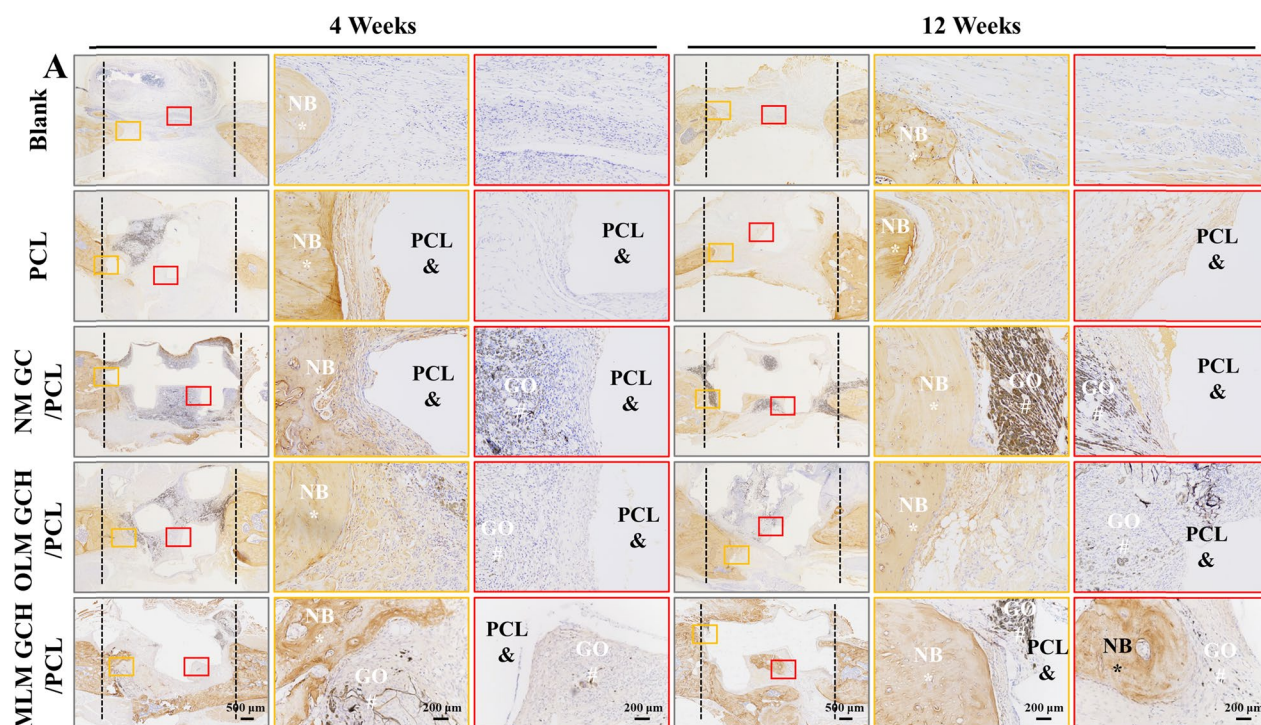 4 Weeks
12 Weeks
A
Blank
NB
*
NB
*
PCL
NB
*
PCL
&
PCL
&
NB
*
PCL
&
NM GC
/PCL
NB
*
PCL
&
GO
#
PCL
&
NB
*
GO
#
GO
#
PCL
&
OLM GCH
/PCL
NB
*
GO
#
PCL
&
NB
*
GO
#
PCL
&
MLM GCH
/PCL
*
500 μm
NB
*
GO
#
200 μm
PCL
&
GO
#
200 μm
500 μm
NB
*
GO
#
PCL
&
200 μm
NB
*
GO
#
200 μm